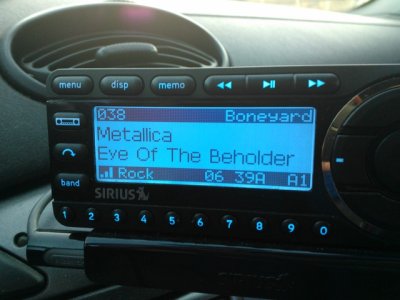 menu disp memo
038 Boneyard
Metallica
Eye Of The Beholder
Rock 06 39A A1
band
SIRIUS
1 2 3 4 5 6 7 8 9 0